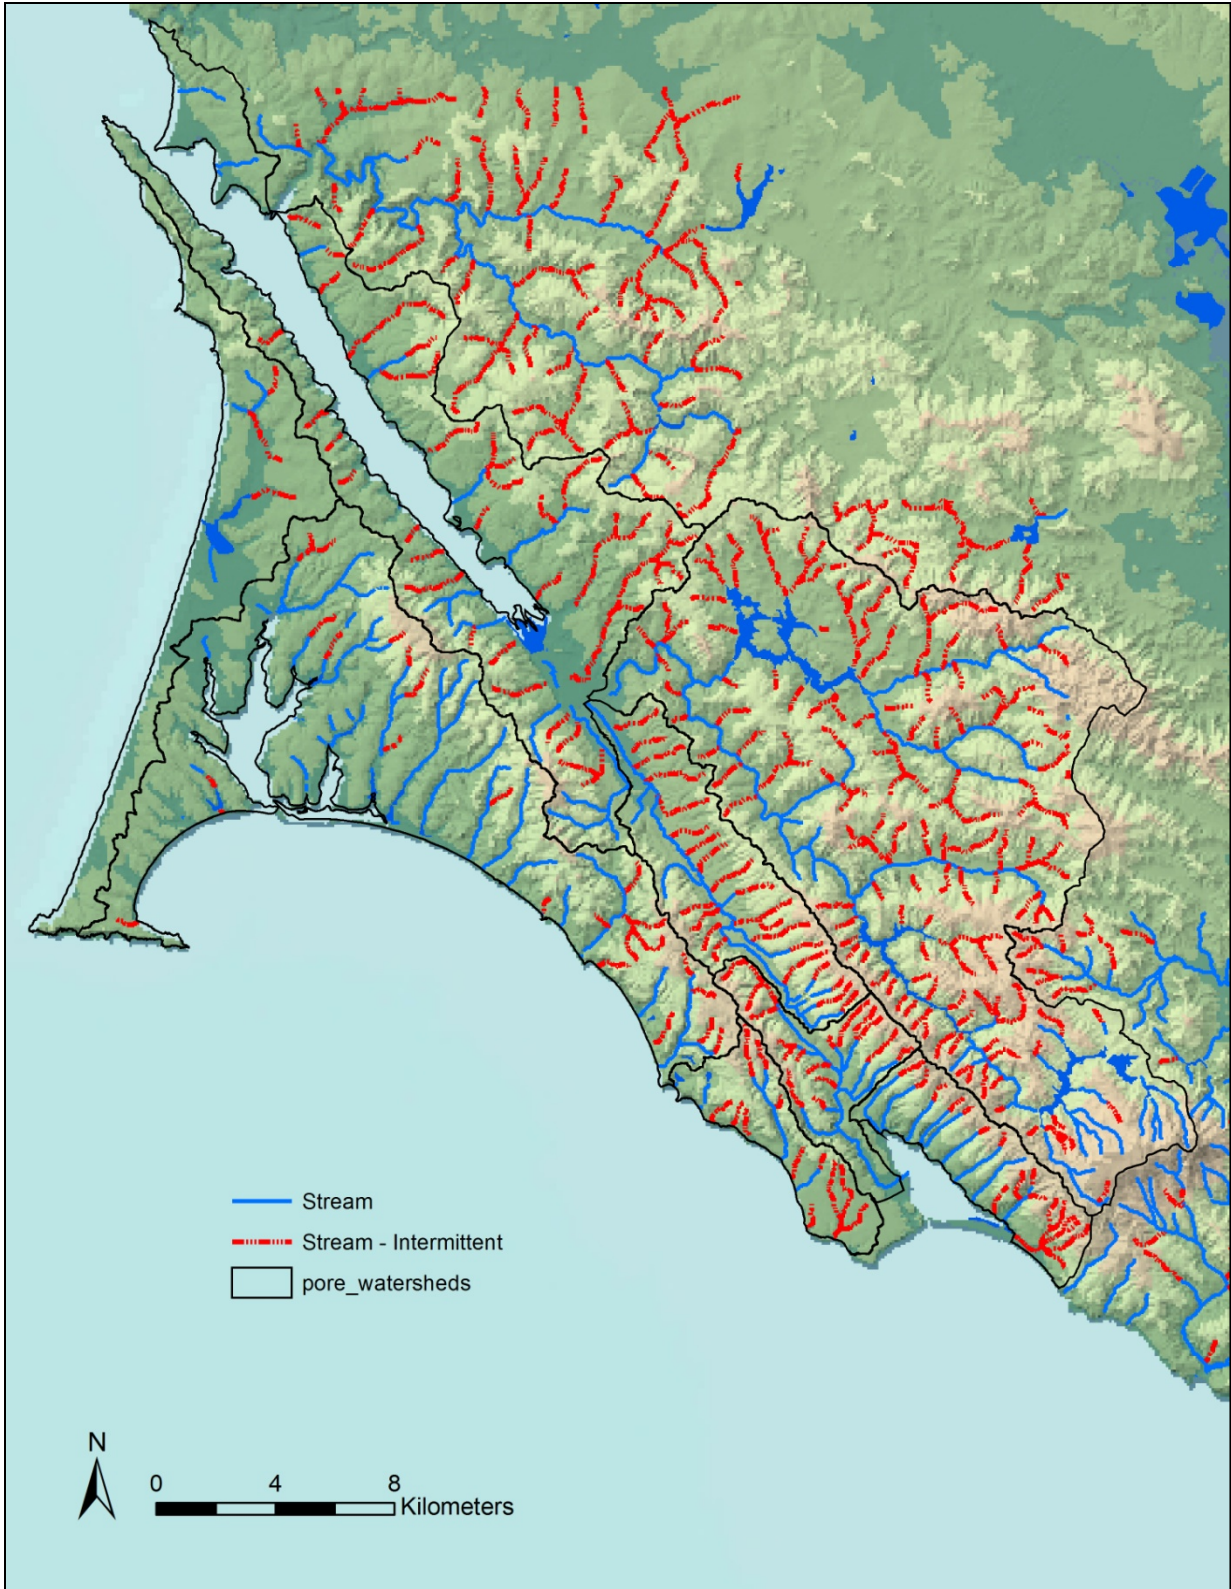 Stream
Stream - Intermittent
pore_watersheds
N
0 4 8
Kilometers